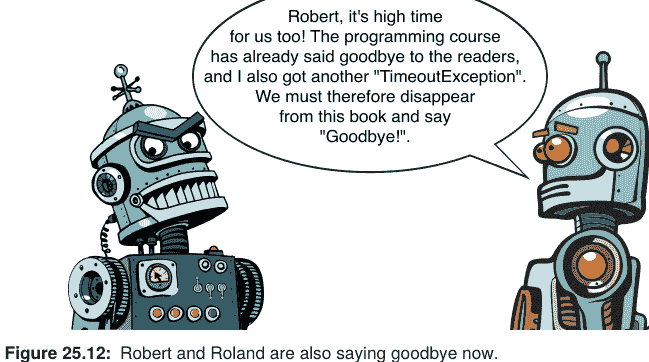 Robert, it's high time
for us too! The programming course
has already said goodbye to the readers,
and I also got another "TimeoutException".
We must therefore disappear
from this book and say
"Goodbye!".
Figure 25.12: Robert and Roland are also saying goodbye now.